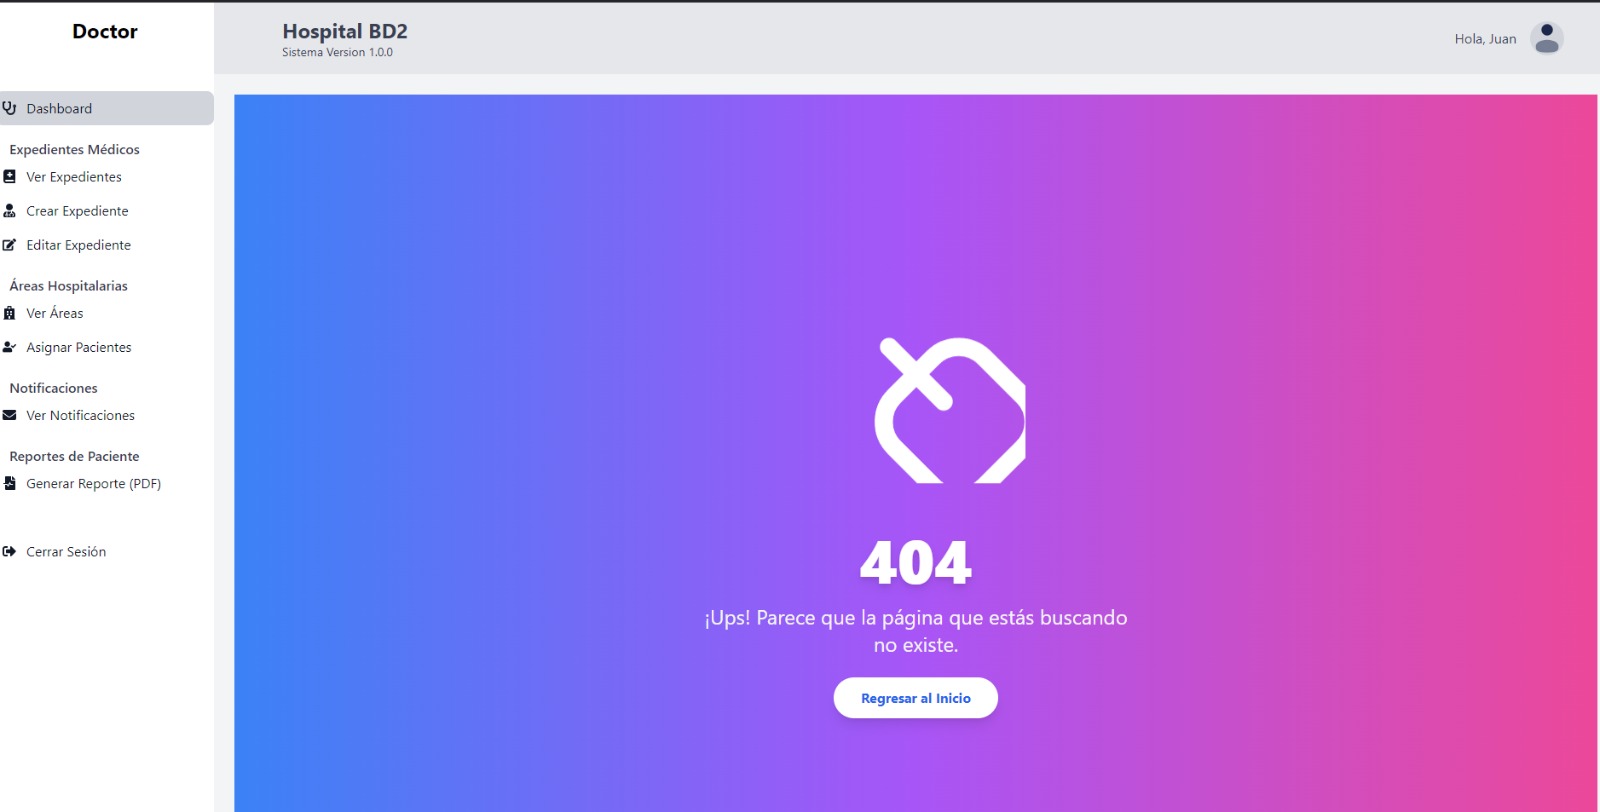 Doctor
Hospital BD2
Sistema Version 1.0.0
Hola, Juan
Dashboard
Expedientes Médicos
Ver Expedientes
Crear Expediente
Editar Expediente
Áreas Hospitalarias
Ver Áreas
Asignar Pacientes
Notificaciones
Ver Notificaciones
Reportes de Paciente
Generar Reporte (PDF)
Cerrar Sesión
404
¡Ups! Parece que la página que estás buscando
no existe.
Regresar al Inicio